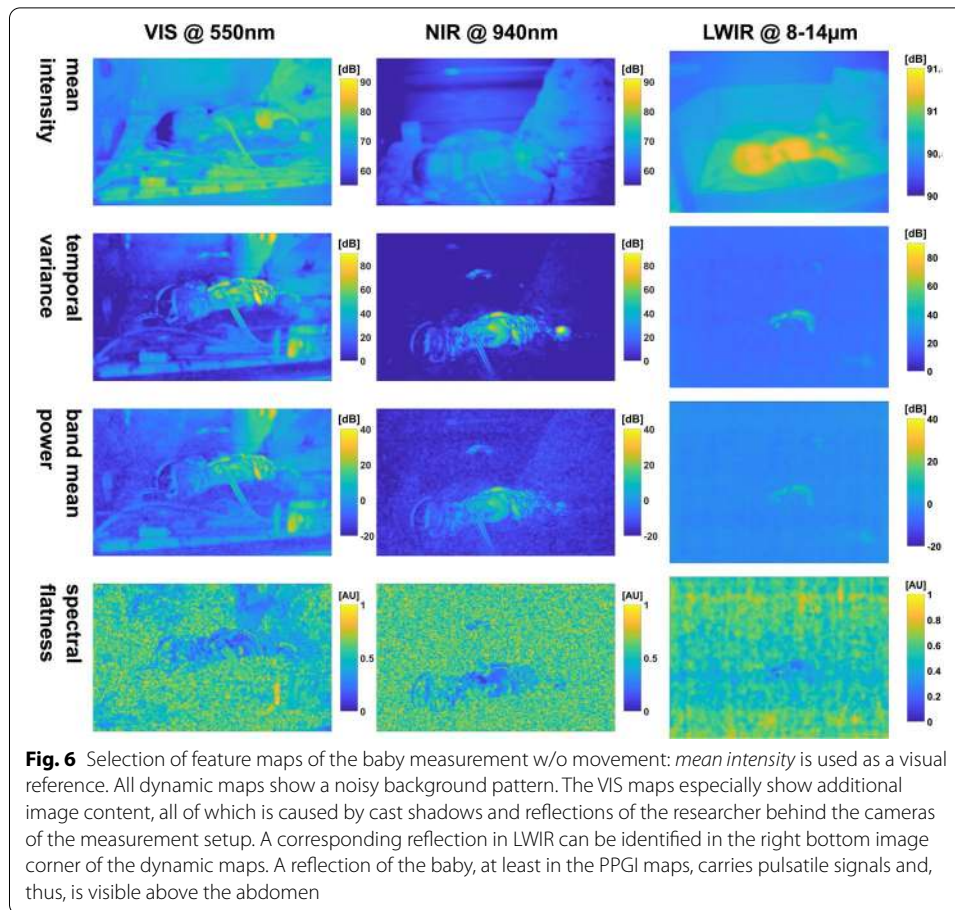 VIS @ 550nm NIR @ 940nm LWIR @ 8-14µm
mean intensity
[dB] 90 80 70 60
[dB] 90 80 70 60
[dB] 91, 91 90, 90
temporal variance
[dB] 80 60 40 20 0
[dB] 80 60 40 20 0
[dB] 80 60 40 20 0
band mean power
[dB] 40 20 0 -20
[dB] 40 20 0 -20
[dB] 40 20 0 -20
spectral flatness
[AU] 1 0.5 0
[AU] 1 0.5 0
[AU] 1 0.8 0.6 0.4 0.2 0
Fig. 6 Selection of feature maps of the baby measurement w/o movement: mean intensity is used as a visual
reference. All dynamic maps show a noisy background pattern. The VIS maps especially show additional
image content, all of which is caused by cast shadows and reflections of the researcher behind the cameras
of the measurement setup. A corresponding reflection in LWIR can be identified in the right bottom image
corner of the dynamic maps. A reflection of the baby, at least in the PPGI maps, carries pulsatile signals and,
thus, is visible above the abdomen